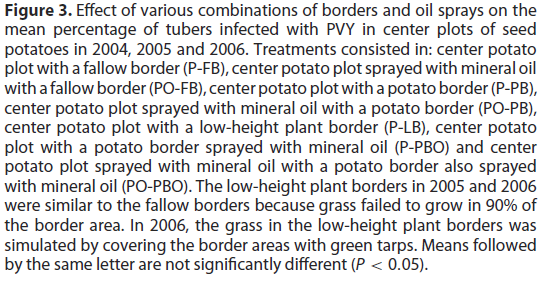 Figure 3. Effect of various combinations of borders and oil sprays on the
mean percentage of tubers infected with PVY in center plots of seed
potatoes in 2004, 2005 and 2006. Treatments consisted in: center potato
plot with a fallow border (P-FB), center potato plot sprayed with mineral oil
with a fallow border (PO-FB), center potato plot with a potato border (P-PB),
center potato plot sprayed with mineral oil with a potato border (PO-PB),
center potato plot with a low-height plant border (P-LB), center potato
plot with a potato border sprayed with mineral oil (P-PBO) and center
potato plot sprayed with mineral oil with a potato border also sprayed
with mineral oil (PO-PBO). The low-height plant borders in 2005 and 2006
were similar to the fallow borders because grass failed to grow in 90% of
the border area. In 2006, the grass in the low-height plant borders was
simulated by covering the border areas with green tarps. Means followed
by the same letter are not significantly different (P < 0.05).